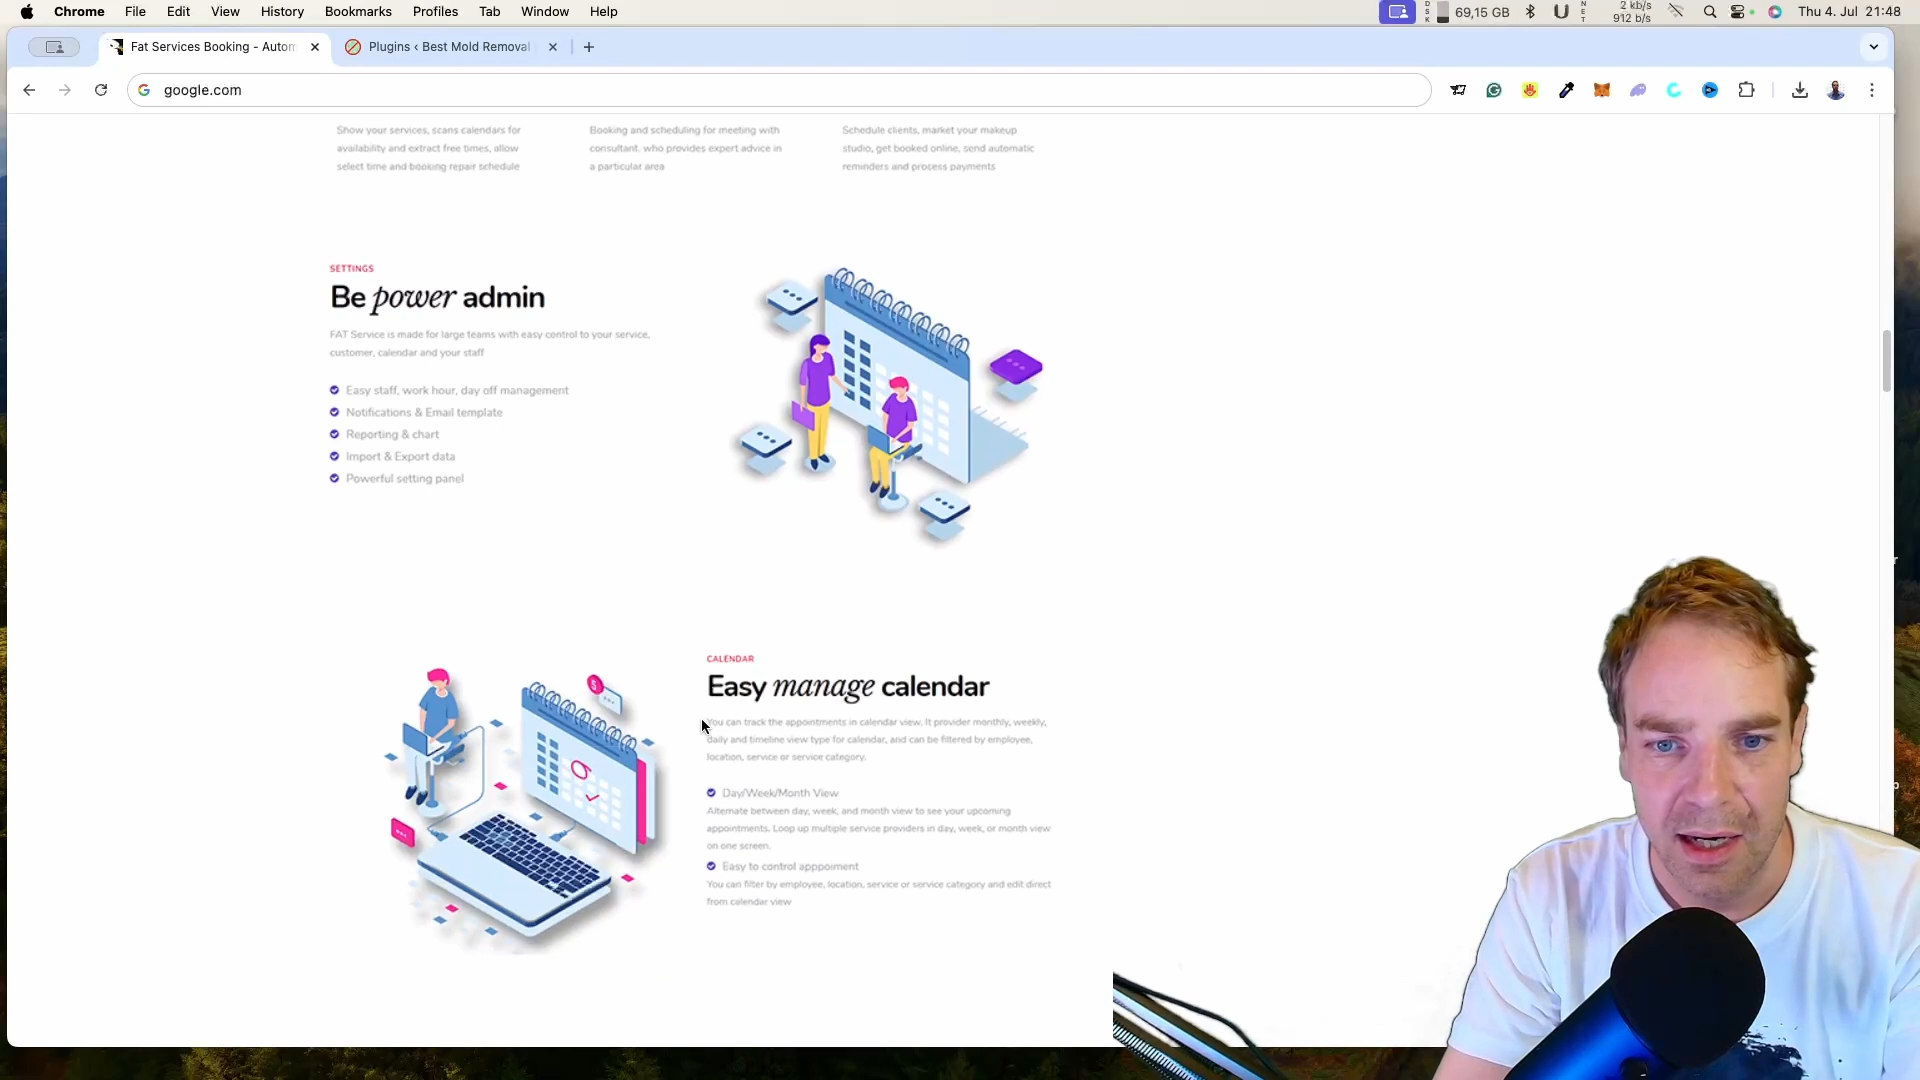 Chrome File Edit View History Bookmarks Profiles Tab Window Help
69,15 GB
2 kb/s
912 b/s
Thu 4. Jul 21:48
Fat Services Booking - Autom
Plugins ‹ Best Mold Removal
google.com
Show your services, scans calendars for
availability and extract free times, allow
select time and booking repair schedule
Booking and scheduling for meeting with
consultant. who provides expert advice in
a particular area
Schedule clients, market your makeup
studio, get booked online, send automatic
reminders and process payments
SETTINGS
Be power admin
FAT Service is made for large teams with easy control to your service,
customer, calendar and your staff
Easy staff, work hour, day off management
Notifications & Email template
Reporting & chart
Import & Export data
Powerful setting panel
CALENDAR
Easy manage calendar
You can track the appointments in calendar view. It provider monthly, weekly,
daily and timeline view type for calendar, and can be filtered by employee,
location, service or service category.
Day/Week/Month View
Alternate between day, week, and month view to see your upcoming
appointments. Loop up multiple service providers in day, week, or month view
on one screen.
Easy to control apppoiment
You can filter by employee, location, service or service category and edit direct
from calendar view